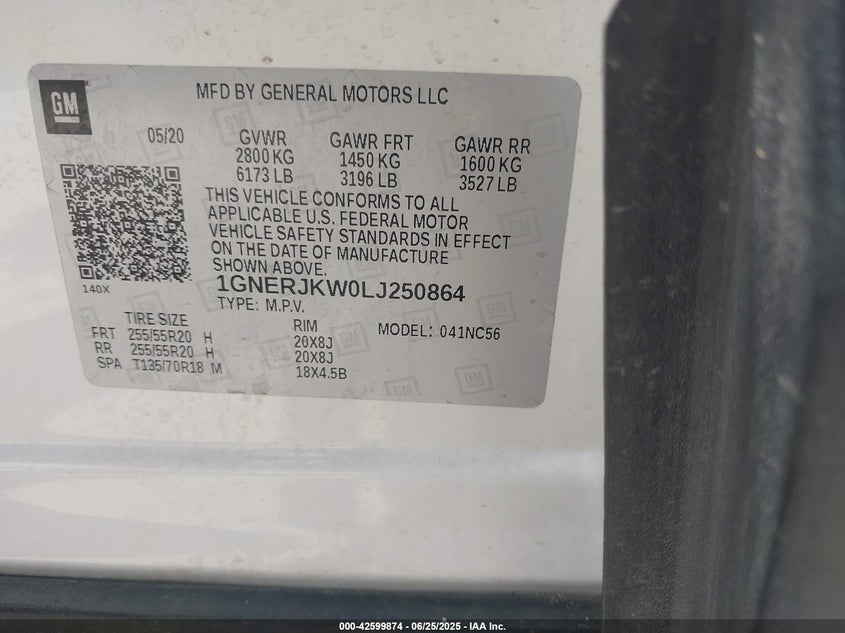 GM
MFD BY GENERAL MOTORS LLC
05/20
GVWR
2800 KG
6173 LB
GAWR FRT
1450 KG
3196 LB
GAWR RR
1600 KG
3527 LB
THIS VEHICLE CONFORMS TO ALL
APPLICABLE U.S. FEDERAL MOTOR
VEHICLE SAFETY STANDARDS IN EFFECT
ON THE DATE OF MANUFACTURE
SHOWN ABOVE.
140X
1GNERJKW0LJ250864
TYPE: M.P.V.
TIRE SIZE
RIM
MODEL: 041NC56
FRT 255/55R20 H 20X8J
RR 255/55R20 H 20X8J
SPA T135/70R18 M 18X4.5B
000-42599874 / 06/25/2025 - IAA Inc.